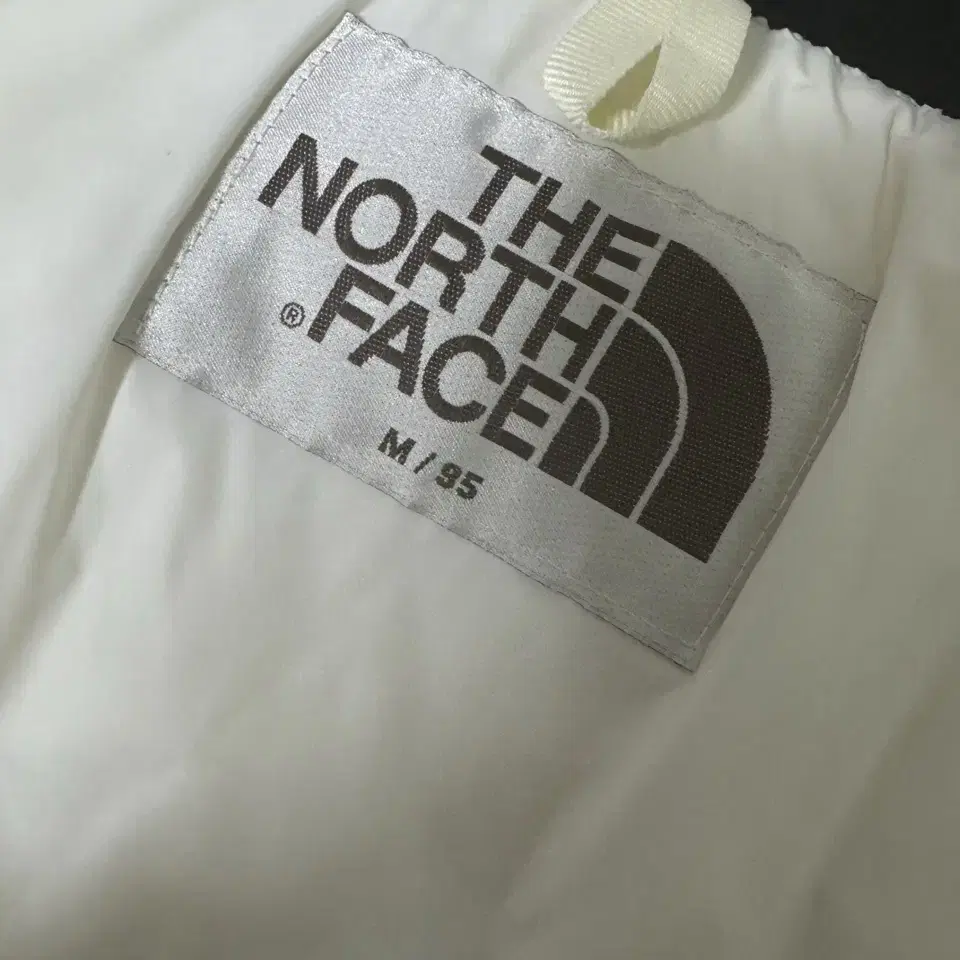 THE
NORTH
FACE
®
M / 95